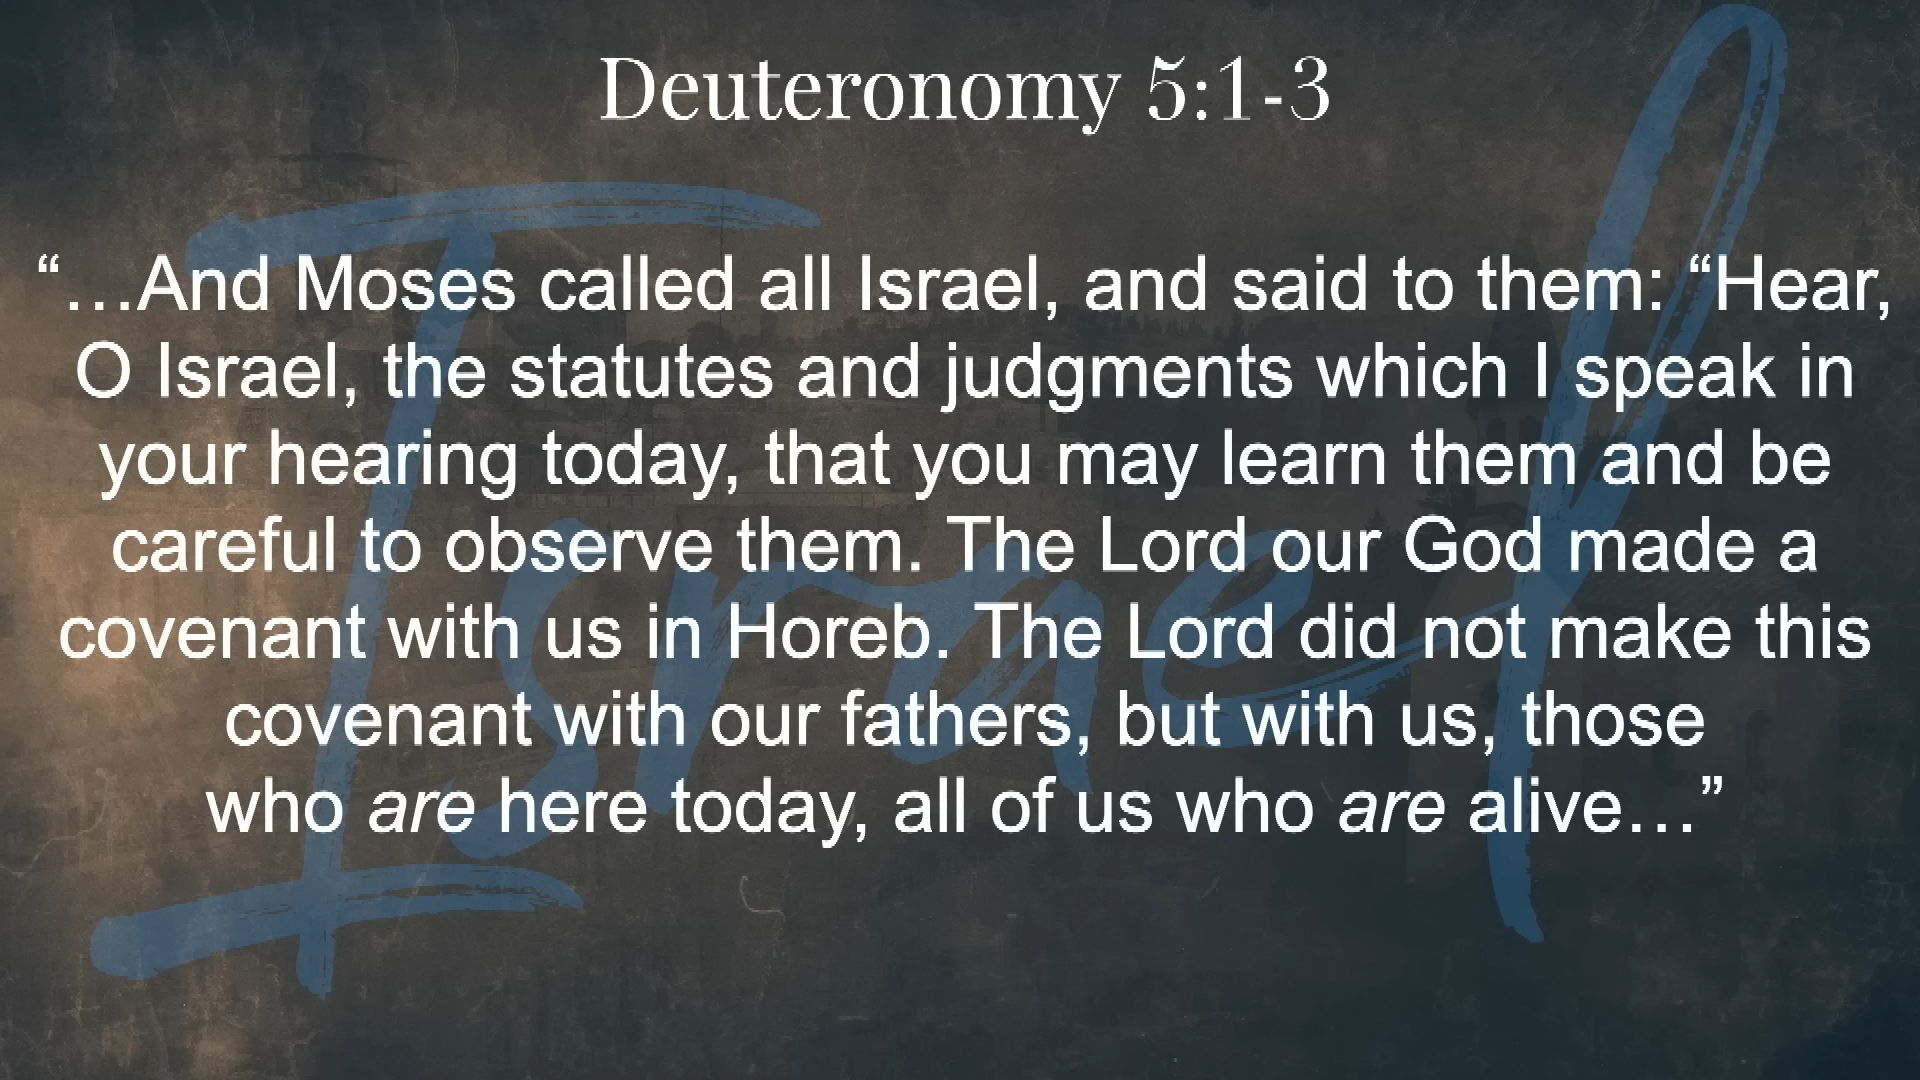 Deuteronomy 5:1-3
“…And Moses called all Israel, and said to them: “Hear,
O Israel, the statutes and judgments which I speak in
your hearing today, that you may learn them and be
careful to observe them. The Lord our God made a
covenant with us in Horeb. The Lord did not make this
covenant with our fathers, but with us, those
who are here today, all of us who are alive…”
Israel